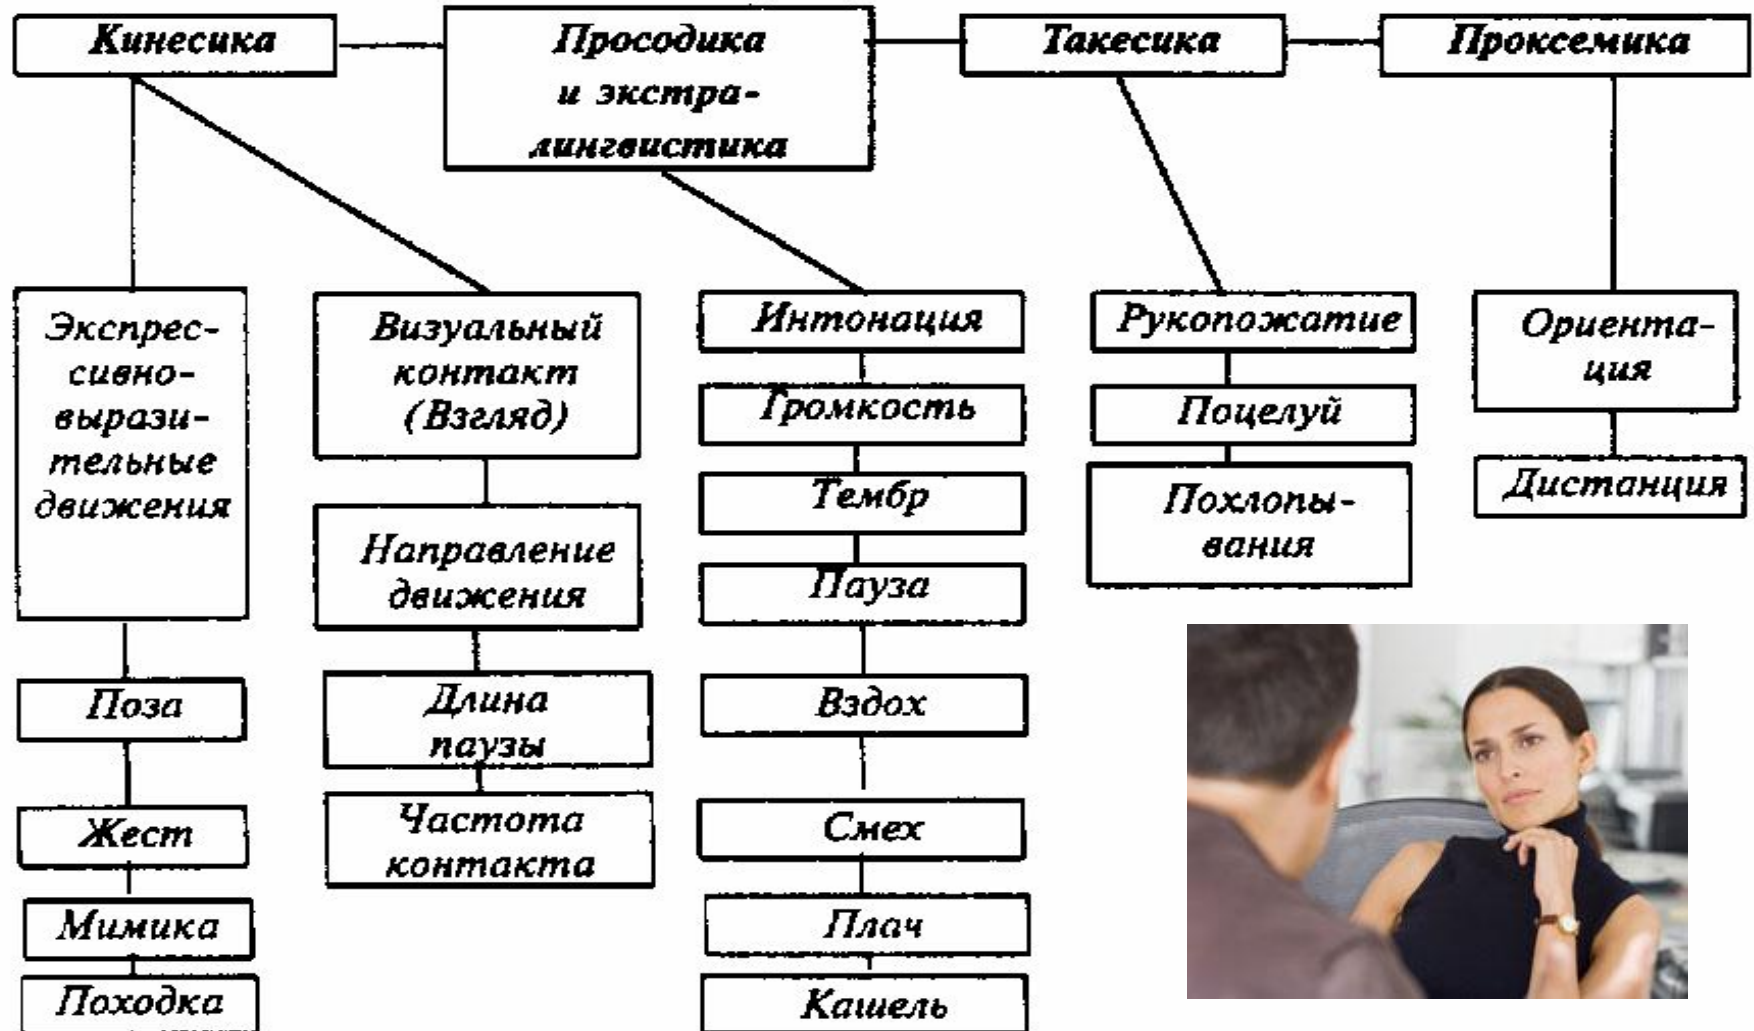 Кинесика
Просодика
и экстра-
лингвистика
Такесика
Проксемика
Экспрес-
сивно-
вырази-
тельные
движения
Поза
Жест
Мимика
Походка
Визуальный
контакт
(Взгляд)
Направление
движения
Длина
паузы
Частота
контакта
Интонация
Громкость
Тембр
Пауза
Вздох
Смех
Плач
Кашель
Рукопожатие
Поцелуй
Похлопы-
вания
Ориента-
ция
Дистанция